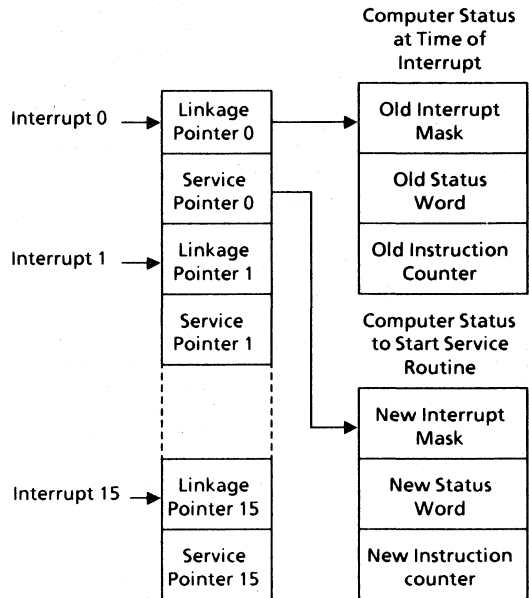 Computer Status
at Time of
Interrupt
Interrupt 0
Linkage
Pointer 0
Old Interrupt
Mask
Service
Pointer 0
Old Status
Word
Interrupt 1
Linkage
Pointer 1
Old Instruction
Counter
Service
Pointer 1
Computer Status
to Start Service
Routine
New Interrupt
Mask
Interrupt 15
Linkage
Pointer 15
New Status
Word
Service
Pointer 15
New Instruction
counter